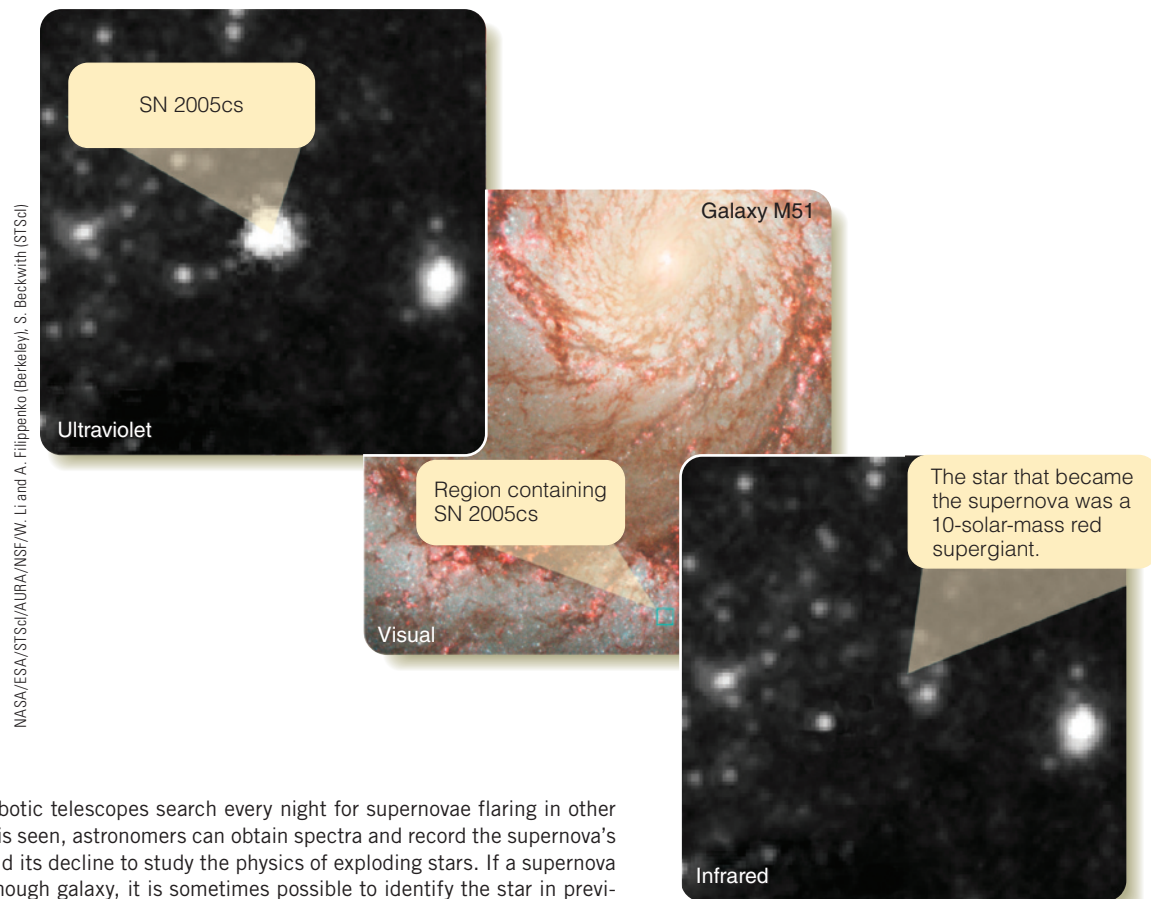 SN 2005cs
Ultraviolet
NASA/ESA/STScI/AURA/NSF/W. Li and A. Filippenko (Berkeley), S. Beckwith (STScI)
Galaxy M51
Region containing
SN 2005cs
Visual
The star that became
the supernova was a
10-solar-mass red
supergiant.
Infrared
botic telescopes search every night for supernovae flaring in other
is seen, astronomers can obtain spectra and record the supernova's
d its decline to study the physics of exploding stars. If a supernova
nough galaxy, it is sometimes possible to identify the star in previ-